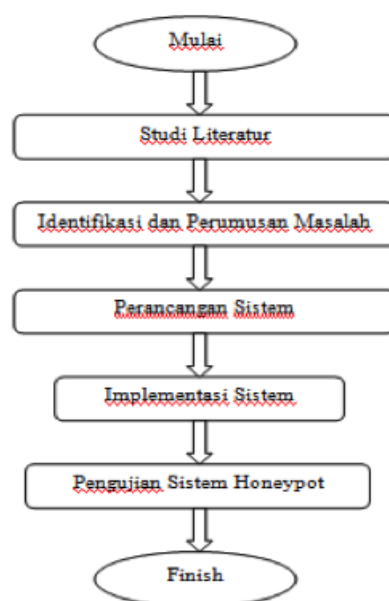 Mulai
Studi Literatur
Identifikasi dan Perumusan Masalah
Perancangan Sistem
Implementasi Sistem
Pengujian Sistem Honeypot
Finish